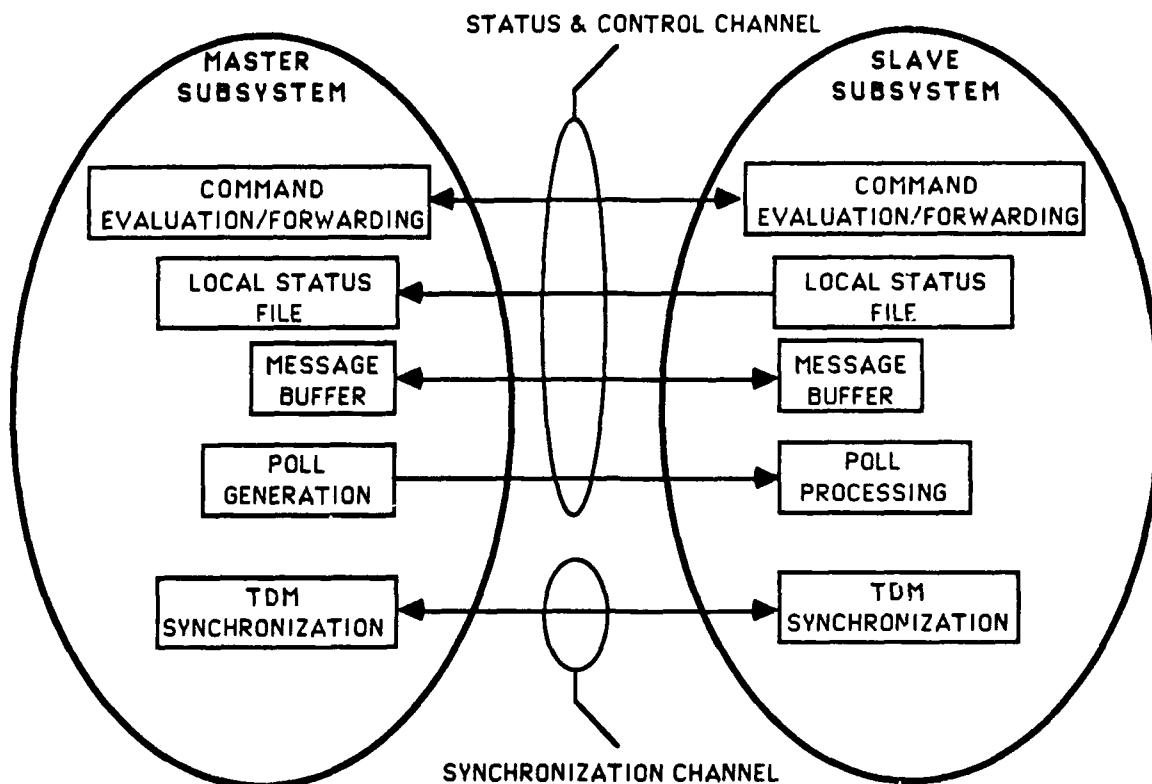 STATUS & CONTROL CHANNEL
MASTER
SUBSYSTEM
SLAVE
SUBSYSTEM
COMMAND
EVALUATION/FORWARDING
COMMAND
EVALUATION/FORWARDING
LOCAL STATUS
FILE
LOCAL STATUS
FILE
MESSAGE
BUFFER
MESSAGE
BUFFER
POLL
GENERATION
POLL
PROCESSING
TDM
SYNCHRONIZATION
TDM
SYNCHRONIZATION
SYNCHRONIZATION CHANNEL